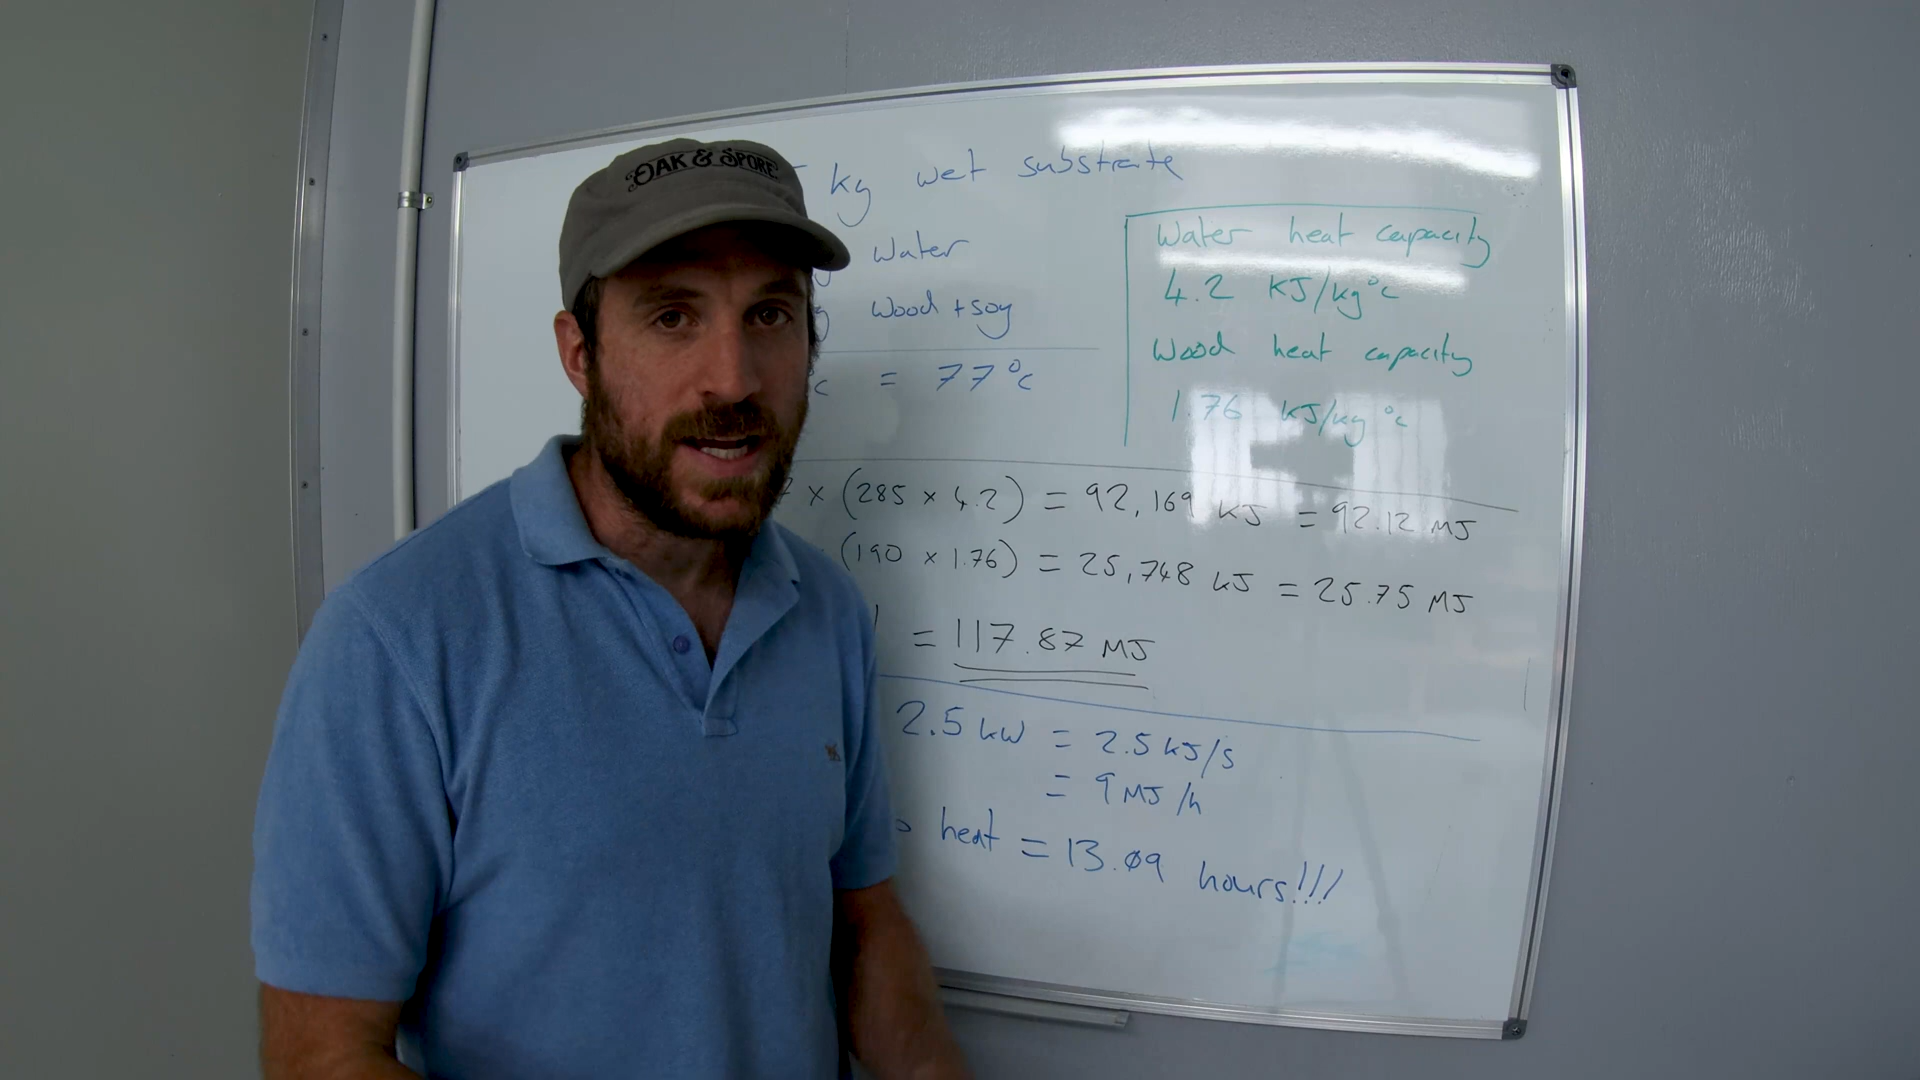 OAK & SPORE
kg wet substrate
Water
Wood + soy
°c = 77°c
Water heat capacity
4.2 KJ/kg°c
Wood heat capacity
1.76 kJ/kg°c
x (285 x 4.2) = 92,169 kJ = 92.12 MJ
(190 x 1.76) = 25,748 kJ = 25.75 MJ
= 117.87 MJ
2.5 kW = 2.5 kJ/s
= 9 MJ/h
heat = 13.09 hours!!!